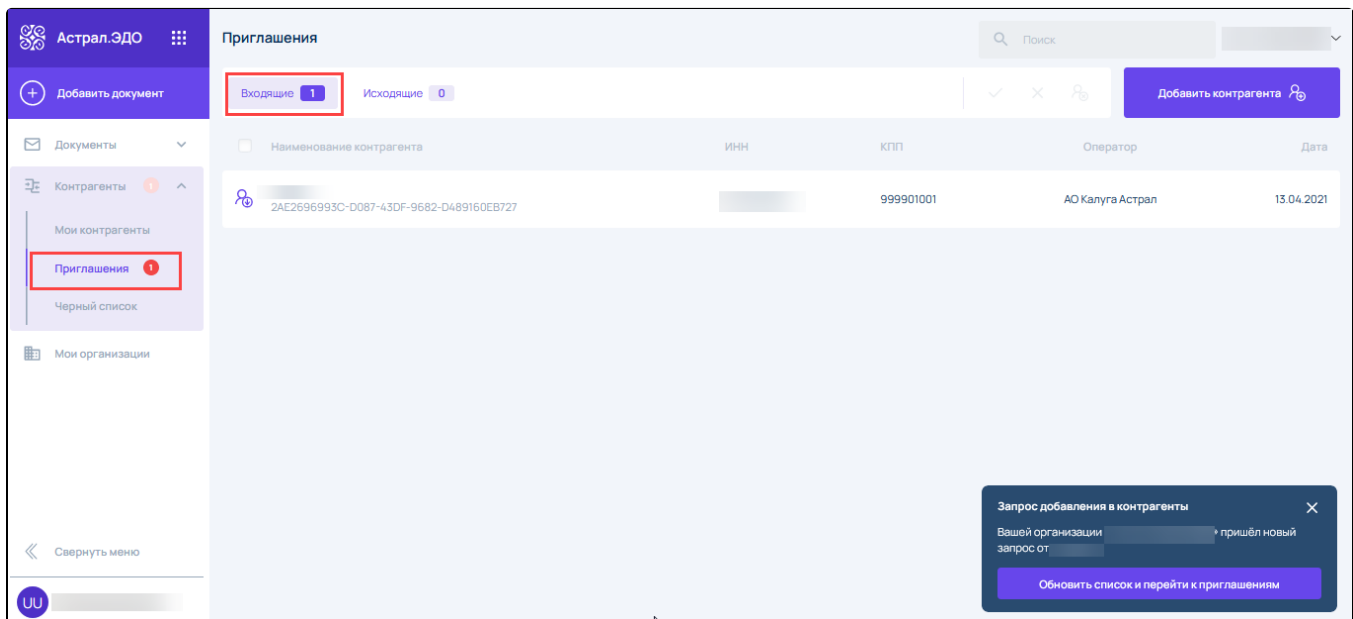 Астрал.ЭДО
Приглашения
Поиск
Добавить документ
Входящие 1
Исходящие 0
Добавить контрагента
Документы
Наименование контрагента
ИНН
КПП
Оператор
Дата
Контрагенты 1
2AE2696993C-D087-43DF-9682-D489160EB727
999901001
АО Калуга Астрал
13.04.2021
Мои контрагенты
Приглашения 1
Черный список
Мои организации
Запрос добавления в контрагенты
Вашей организации пришёл новый
запрос от
Обновить список и перейти к приглашениям
Свернуть меню
UU